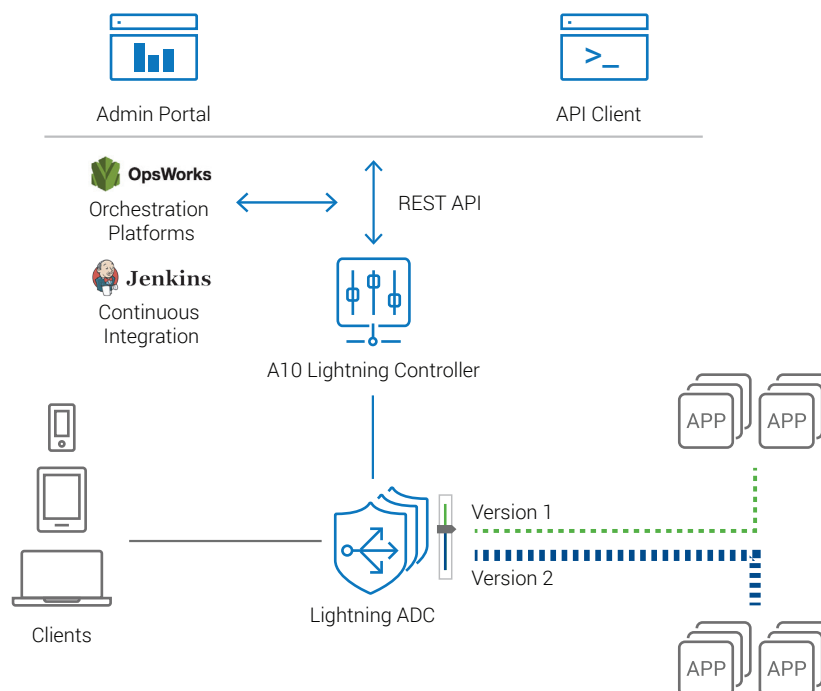 Admin Portal
API Client
OpsWorks
Orchestration
Platforms
REST API
Jenkins
Continuous
Integration
A10 Lightning Controller
APP
APP
Version 1
Version 2
Lightning ADC
Clients
APP
APP